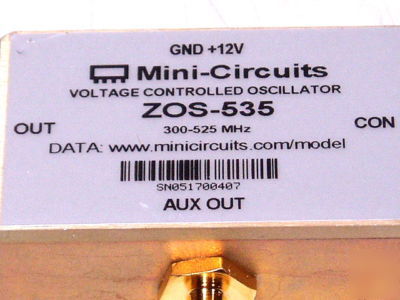 GND +12V
Mini-Circuits
VOLTAGE CONTROLLED OSCILLATOR
ZOS-535
OUT
300-525 MHz
CON
DATA: www.minicircuits.com/model
SN051700407
AUX OUT